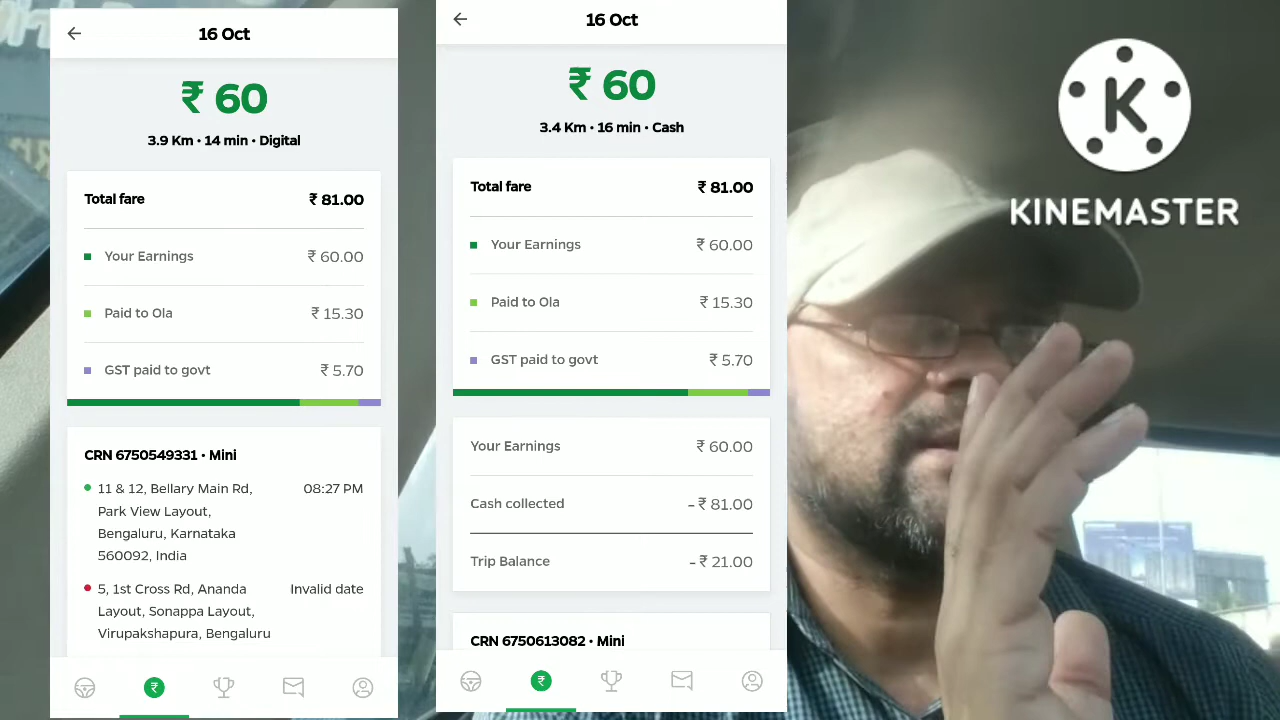 16 Oct
₹ 60
3.9 Km • 14 min • Digital
Total fare ₹ 81.00
Your Earnings ₹ 60.00
Paid to Ola ₹ 15.30
GST paid to govt ₹ 5.70
CRN 6750549331 • Mini
11 & 12, Bellary Main Rd, 08:27 PM
Park View Layout,
Bengaluru, Karnataka
560092, India
5, 1st Cross Rd, Ananda Invalid date
Layout, Sonappa Layout,
Virupakshapura, Bengaluru
16 Oct
₹ 60
3.4 Km • 16 min • Cash
Total fare ₹ 81.00
Your Earnings ₹ 60.00
Paid to Ola ₹ 15.30
GST paid to govt ₹ 5.70
Your Earnings ₹ 60.00
Cash collected - ₹ 81.00
Trip Balance - ₹ 21.00
CRN 6750613082 • Mini
K
KINEMASTER